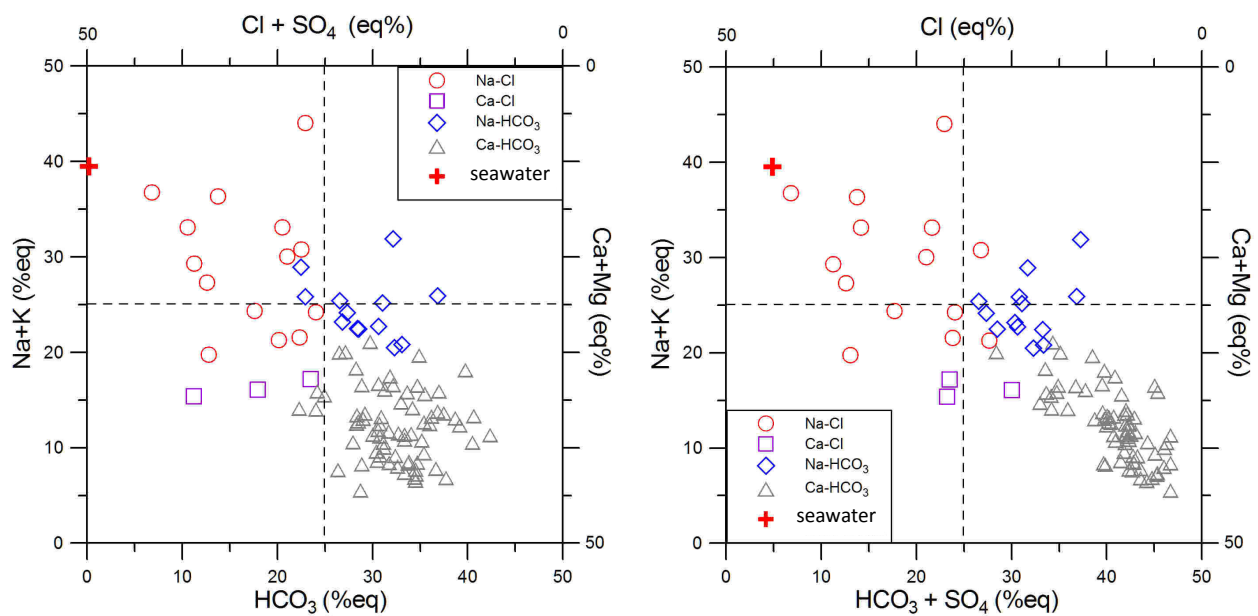 Cl + SO₄ (eq%)
50 0
50 0
40
30
20
10
0 50
0 10 20 30 40 50
Na+K (%eq)
Ca+Mg (eq%)
HCO₃ (%eq)
Na-Cl
Ca-Cl
Na-HCO₃
Ca-HCO₃
seawater
Cl (eq%)
50 0
50 0
40
30
20
10
0 50
0 10 20 30 40 50
Na+K (%eq)
Ca+Mg (eq%)
HCO₃ + SO₄ (%eq)
Na-Cl
Ca-Cl
Na-HCO₃
Ca-HCO₃
seawater